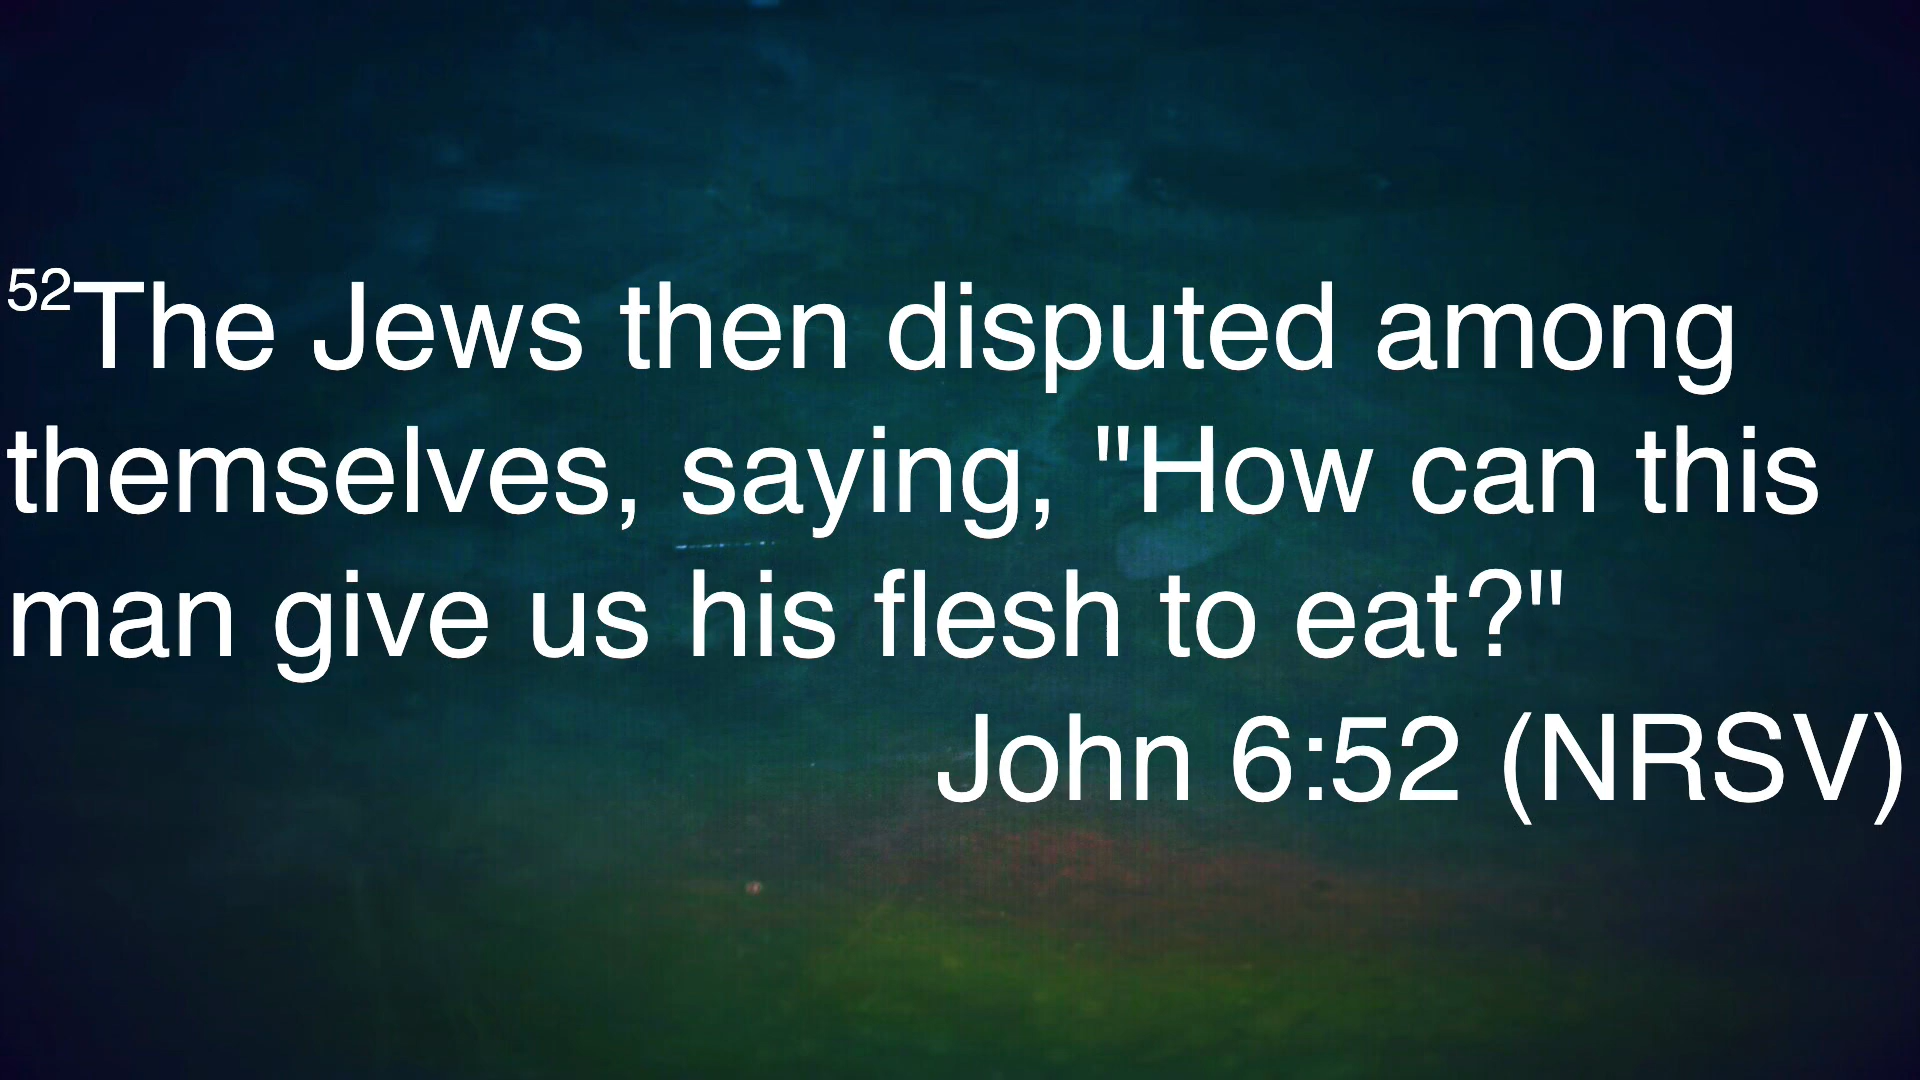 52The Jews then disputed among
themselves, saying, "How can this
man give us his flesh to eat?"
John 6:52 (NRSV)